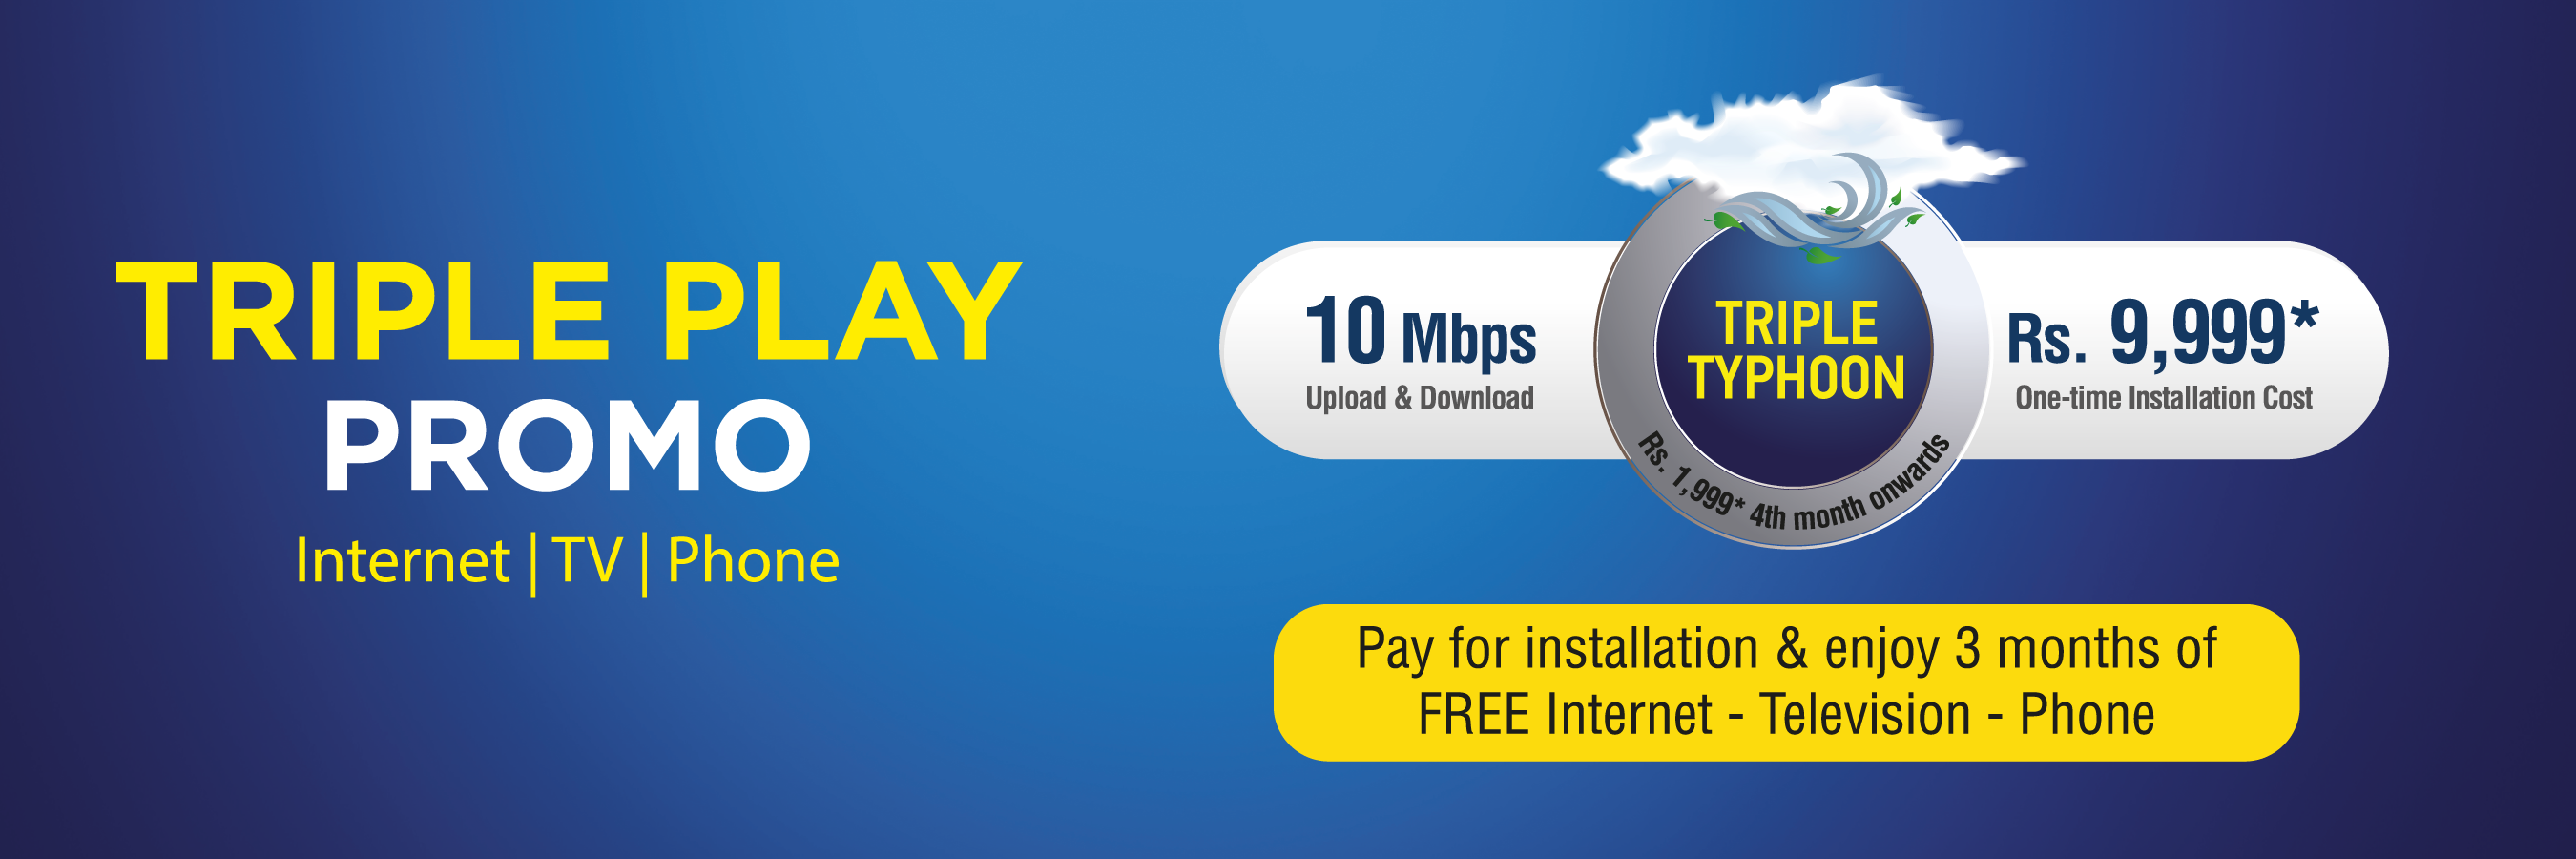 TRIPLE PLAY
PROMO
Internet | TV | Phone
10 Mbps
Upload & Download
TRIPLE
TYPHOON
Rs. 1,999* 4th month onwards
Rs. 9,999*
One-time Installation Cost
Pay for installation & enjoy 3 months of
FREE Internet - Television - Phone